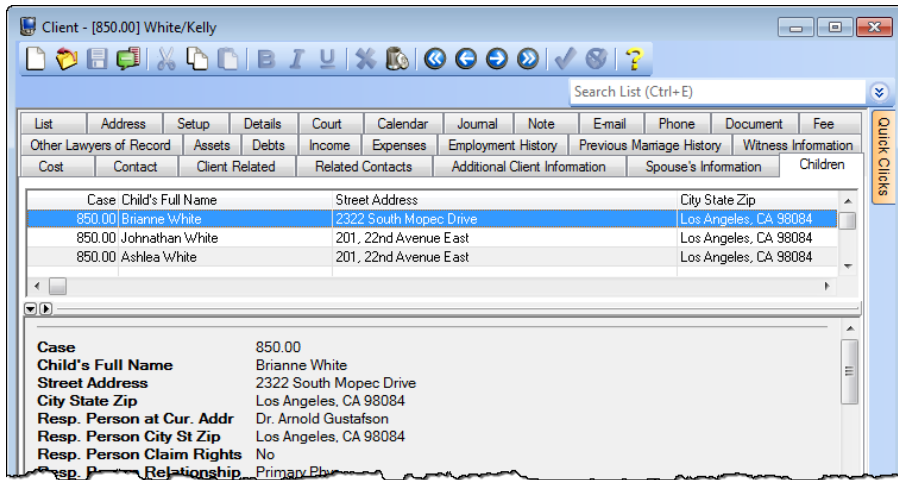 Client - [850.00] White/Kelly
B I U
Search List (Ctrl+E)
List Address Setup Details Court Calendar Journal Note E-mail Phone Document Fee
Other Lawyers of Record Assets Debts Income Expenses Employment History Previous Marriage History Witness Information
Cost Contact Client Related Related Contacts Additional Client Information Spouse's Information Children
Quick Clicks
Case Child's Full Name Street Address City State Zip
850.00 Brianne White 2322 South Mopec Drive Los Angeles, CA 98084
850.00 Johnathan White 201, 22nd Avenue East Los Angeles, CA 98084
850.00 Ashlea White 201, 22nd Avenue East Los Angeles, CA 98084
Case 850.00
Child's Full Name Brianne White
Street Address 2322 South Mopec Drive
City State Zip Los Angeles, CA 98084
Resp. Person at Cur. Addr Dr. Arnold Gustafson
Resp. Person City St Zip Los Angeles, CA 98084
Resp. Person Claim Rights No
Resp. Person Relationship Primary